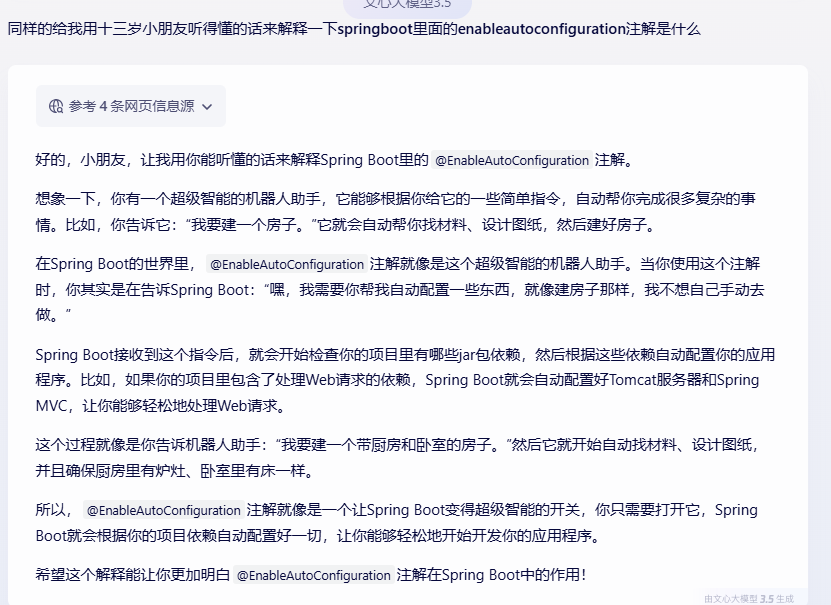 文心大模型3.5
同样的给我用十三岁小朋友听得懂的话来解释一下springboot里面的enableautoconfiguration注解是什么
参考 4 条网页信息源
好的，小朋友，让我用你能听懂的话来解释Spring Boot里的 @EnableAutoConfiguration 注解。
想象一下，你有一个超级智能的机器人助手，它能够根据你给它的一些简单指令，自动帮你完成很多复杂的事
情。比如，你告诉它：“我要建一个房子。”它就会自动帮你找材料、设计图纸，然后建好房子。
在Spring Boot的世界里， @EnableAutoConfiguration 注解就像是这个超级智能的机器人助手。当你使用这个注解
时，你其实是在告诉Spring Boot：“嘿，我需要你帮我自动配置一些东西，就像建房子那样，我不想自己手动去
做。”
Spring Boot接收到这个指令后，就会开始检查你的项目里有哪些jar包依赖，然后根据这些依赖自动配置你的应用
程序。比如，如果你的项目里包含了处理Web请求的依赖，Spring Boot就会自动配置好Tomcat服务器和Spring
MVC，让你能够轻松地处理Web请求。
这个过程就像是你告诉机器人助手：“我要建一个带厨房和卧室的房子。”然后它就开始自动找材料、设计图纸，
并且确保厨房里有炉灶、卧室里有床一样。
所以， @EnableAutoConfiguration 注解就像是一个让Spring Boot变得超级智能的开关，你只需要打开它，Spring
Boot就会根据你的项目依赖自动配置好一切，让你能够轻松地开始开发你的应用程序。
希望这个解释能让你更加明白 @EnableAutoConfiguration 注解在Spring Boot中的作用！
由文心大模型 3.5 生成